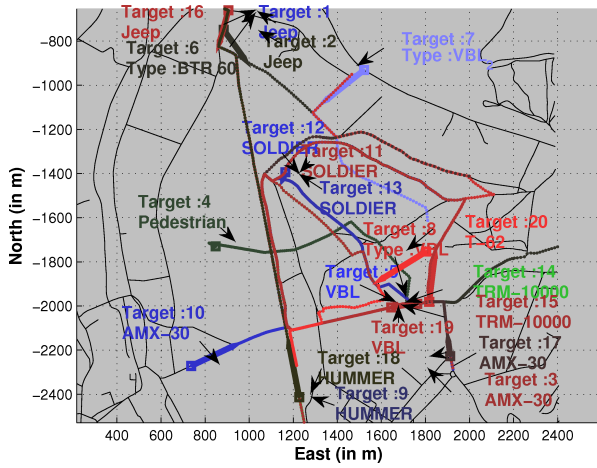 Target :16
Jeep
Target :1
Jeep
Target :2
Jeep
Target :6
Type :BTR 60
Target :7
Type :VBL
Target :12
SOLDIER
Target :11
SOLDIER
Target :13
SOLDIER
Target :4
Pedestrian
Target :8
Type :VBL
Target :20
T-62
VBL
Target :14
TRM-10000
Target :15
TRM-10000
Target :10
AMX-30
Target :19
VBL
Target :17
AMX-30
Target :18
HUMMER
Target :3
AMX-30
Target :9
HUMMER
-800
-1000
-1200
-1400
-1600
-1800
-2000
-2200
-2400
400 600 800 1000 1200 1400 1600 1800 2000 2200 2400
East (in m)
North (in m)